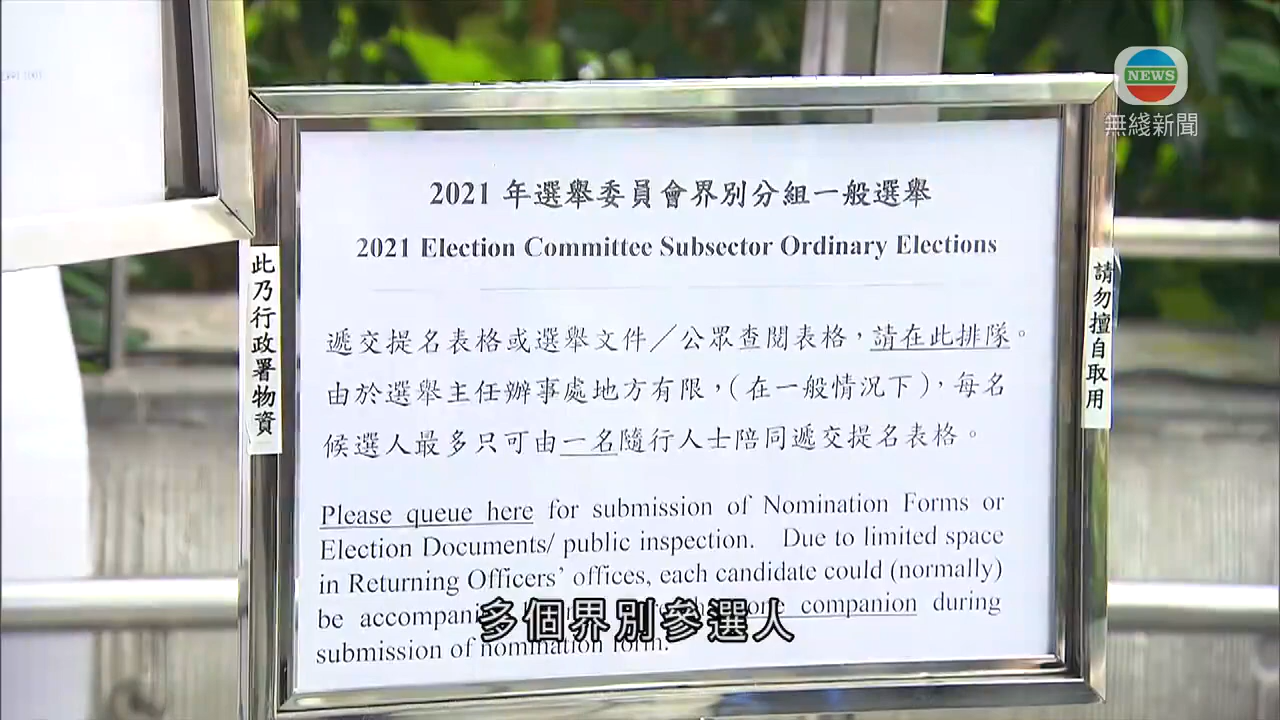 NEWS
無綫新聞
2021 年選舉委員會界別分組一般選舉
2021 Election Committee Subsector Ordinary Elections
此乃行政署物資
請勿擅自取用
遞交提名表格或選舉文件／公眾查閱表格，請在此排隊。
由於選舉主任辦事處地方有限，（在一般情況下），每名
候選人最多只可由一名隨行人士陪同遞交提名表格。
Please queue here for submission of Nomination Forms or
Election Documents/ public inspection. Due to limited space
in Returning Officers' offices, each candidate could (normally)
be accompani one companion during
submission of nomination form.
多個界別參選人